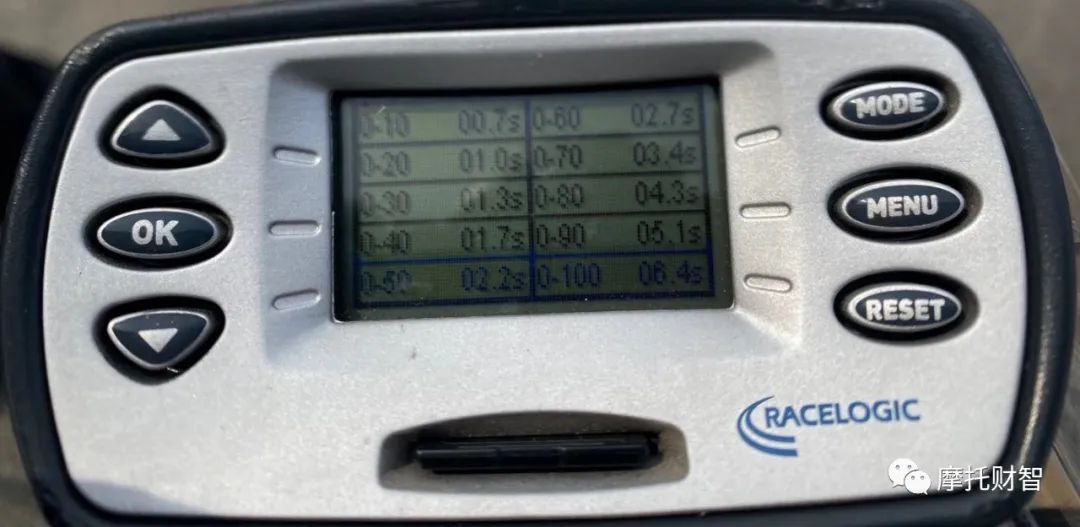 MODE
0-10 00.7s 0-60 02.7s
0-20 01.0s 0-70 03.4s
0-30 01.3s 0-80 04.3s
OK
MENU
0-40 01.7s 0-90 05.1s
0-50 02.2s 0-100 06.4s
RESET
RACELOGIC
摩托财智